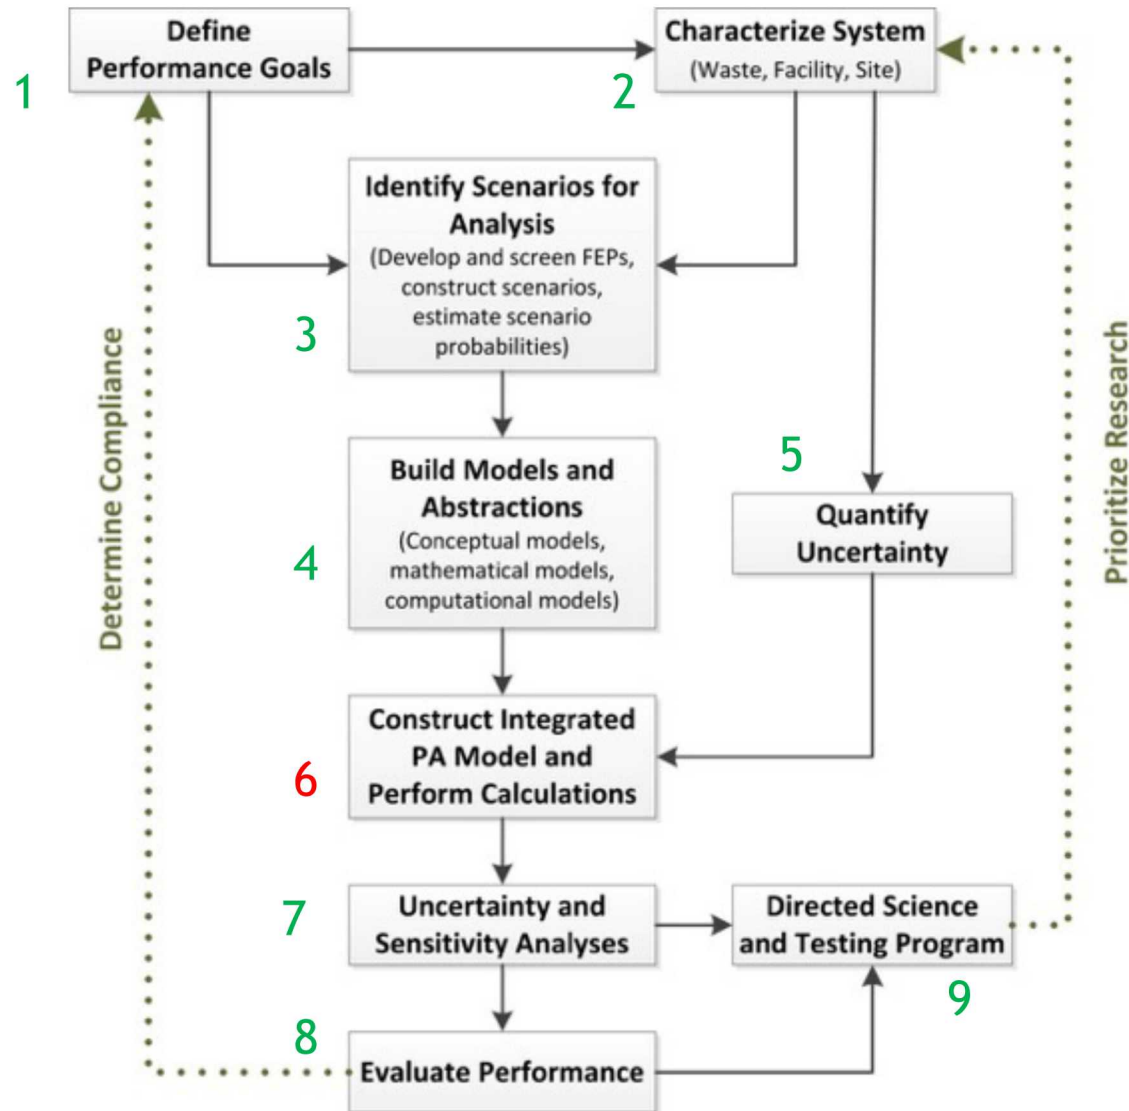 Define
Performance Goals
1
Characterize System
(Waste, Facility, Site)
2
Identify Scenarios for
Analysis
(Develop and screen FEPs,
construct scenarios,
estimate scenario
probabilities)
3
Build Models and
Abstractions
(Conceptual models,
mathematical models,
computational models)
4
5
Quantify
Uncertainty
Determine Compliance
Prioritize Research
Construct Integrated
PA Model and
Perform Calculations
6
7
Uncertainty and
Sensitivity Analyses
Directed Science
and Testing Program
9
8
Evaluate Performance